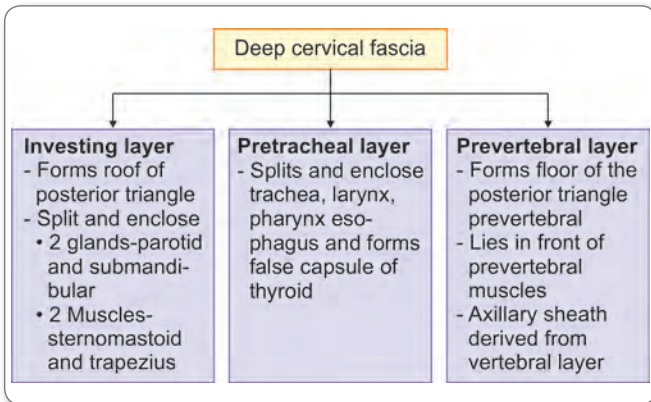 Deep cervical fascia
Investing layer
- Forms roof of
posterior triangle
- Split and enclose
• 2 glands-parotid
and submandi-
bular
• 2 Muscles-
sternomastoid
and trapezius
Pretracheal layer
- Splits and enclose
trachea, larynx,
pharynx eso-
phagus and forms
false capsule of
thyroid
Prevertebral layer
- Forms floor of the
posterior triangle
prevertebral
- Lies in front of
prevertebral
muscles
- Axillary sheath
derived from
vertebral layer